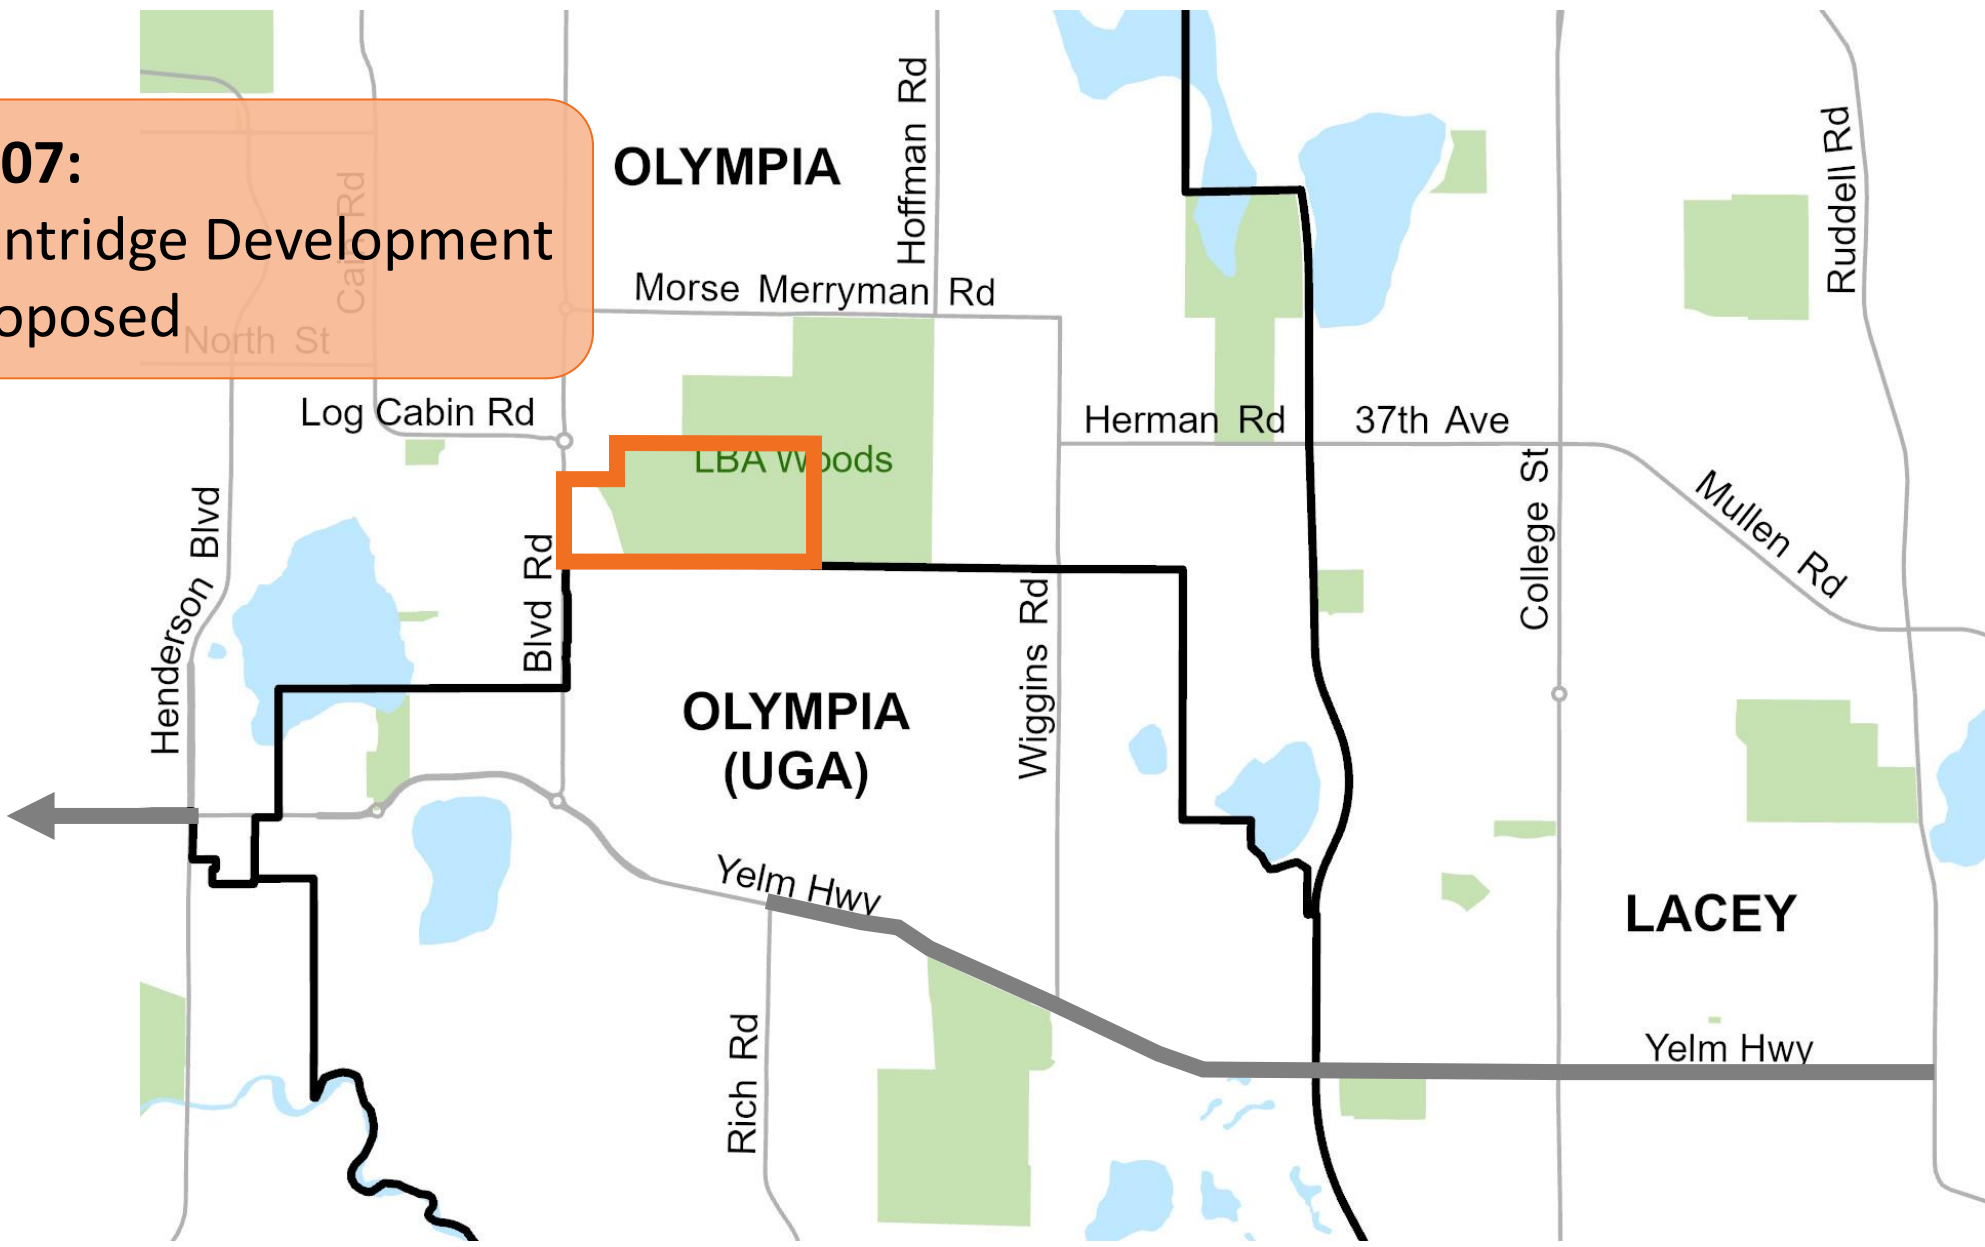 07:
ntridge Development
oposed
OLYMPIA
Hoffman Rd
Cain Rd
Ruddell Rd
Morse Merryman Rd
North St
Log Cabin Rd
Herman Rd
37th Ave
LBA Woods
College St
Mullen Rd
Henderson Blvd
Blvd Rd
Wiggins Rd
OLYMPIA
(UGA)
Yelm Hwy
LACEY
Rich Rd
Yelm Hwy